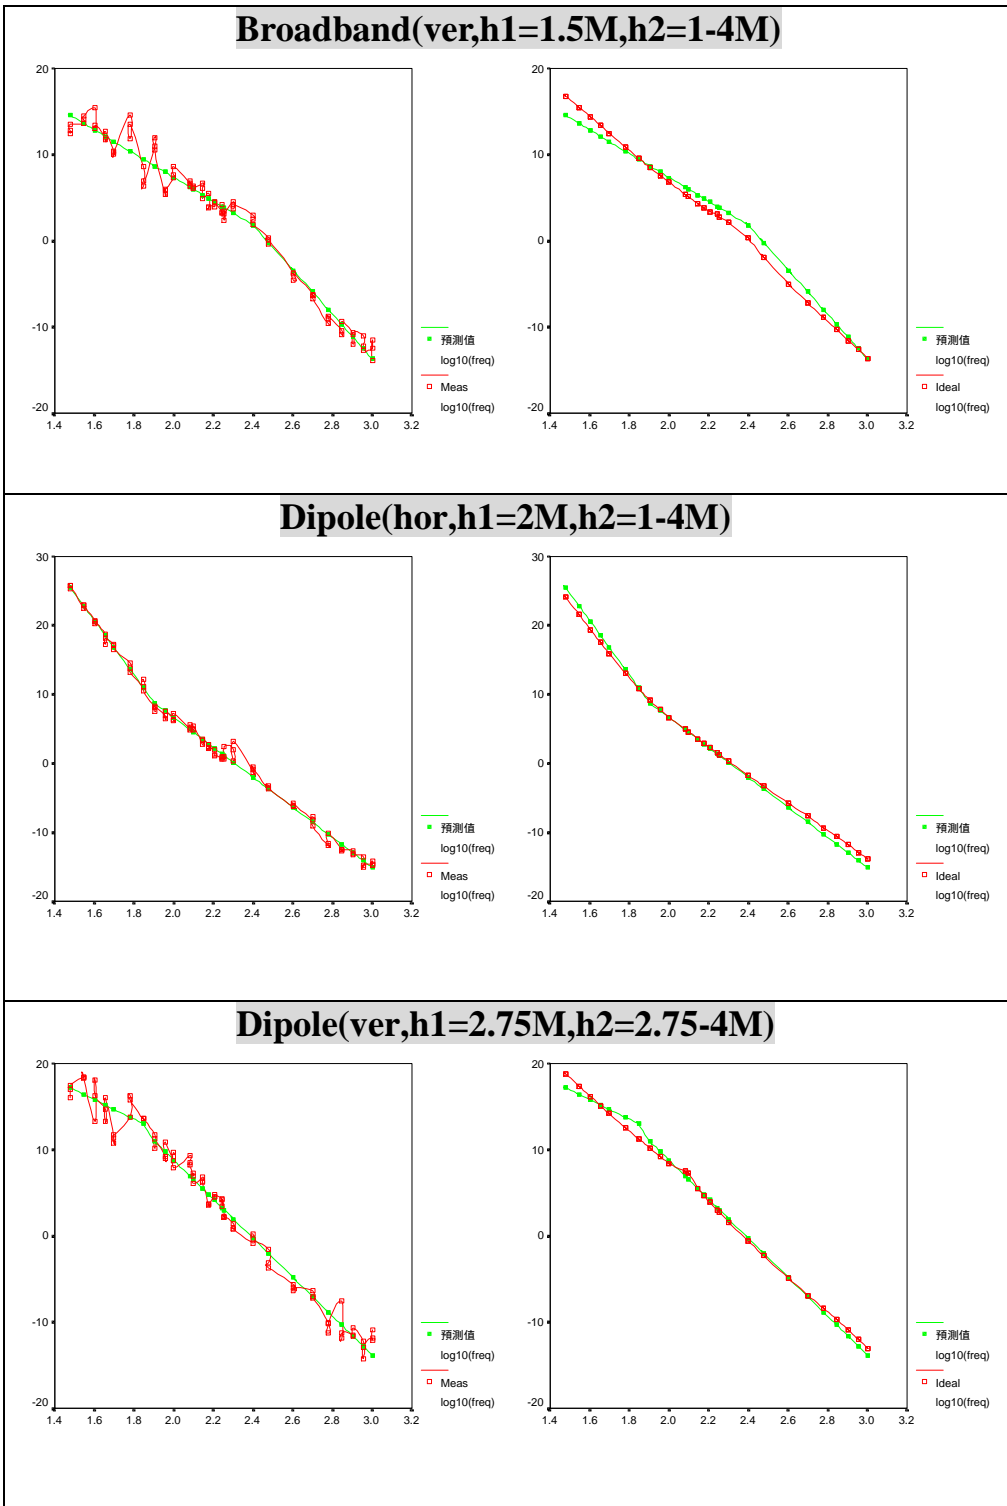 Broadband(ver,h1=1.5M,h2=1-4M)
20
10
0
-10
-20
1.4 1.6 1.8 2.0 2.2 2.4 2.6 2.8 3.0 3.2
預測值
log10(freq)
Meas
log10(freq)
20
10
0
-10
-20
1.4 1.6 1.8 2.0 2.2 2.4 2.6 2.8 3.0 3.2
預測值
log10(freq)
Ideal
log10(freq)
Dipole(hor,h1=2M,h2=1-4M)
30
20
10
0
-10
-20
1.4 1.6 1.8 2.0 2.2 2.4 2.6 2.8 3.0 3.2
預測值
log10(freq)
Meas
log10(freq)
30
20
10
0
-10
-20
1.4 1.6 1.8 2.0 2.2 2.4 2.6 2.8 3.0 3.2
預測值
log10(freq)
Ideal
log10(freq)
Dipole(ver,h1=2.75M,h2=2.75-4M)
20
10
0
-10
-20
1.4 1.6 1.8 2.0 2.2 2.4 2.6 2.8 3.0 3.2
預測值
log10(freq)
Meas
log10(freq)
20
10
0
-10
-20
1.4 1.6 1.8 2.0 2.2 2.4 2.6 2.8 3.0 3.2
預測值
log10(freq)
Ideal
log10(freq)